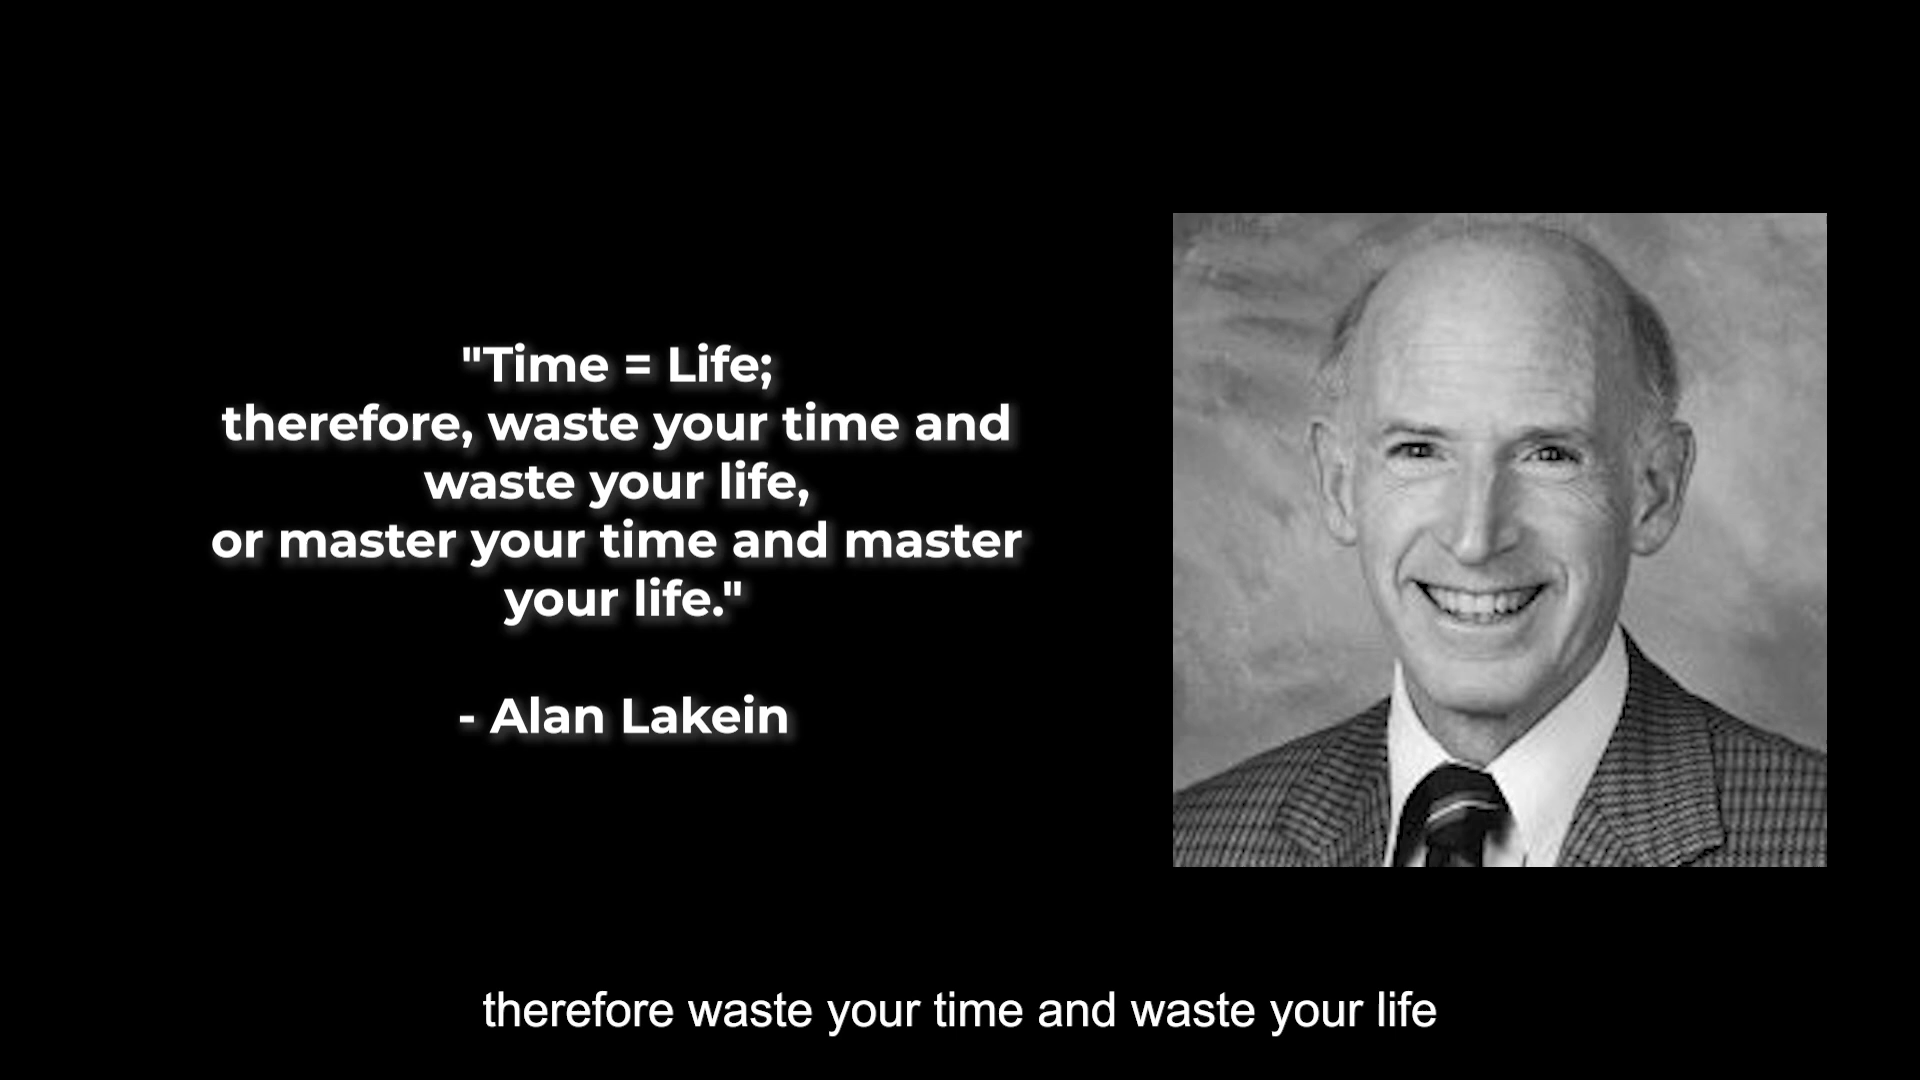 "Time = Life;
therefore, waste your time and
waste your life,
or master your time and master
your life."
- Alan Lakein
therefore waste your time and waste your life